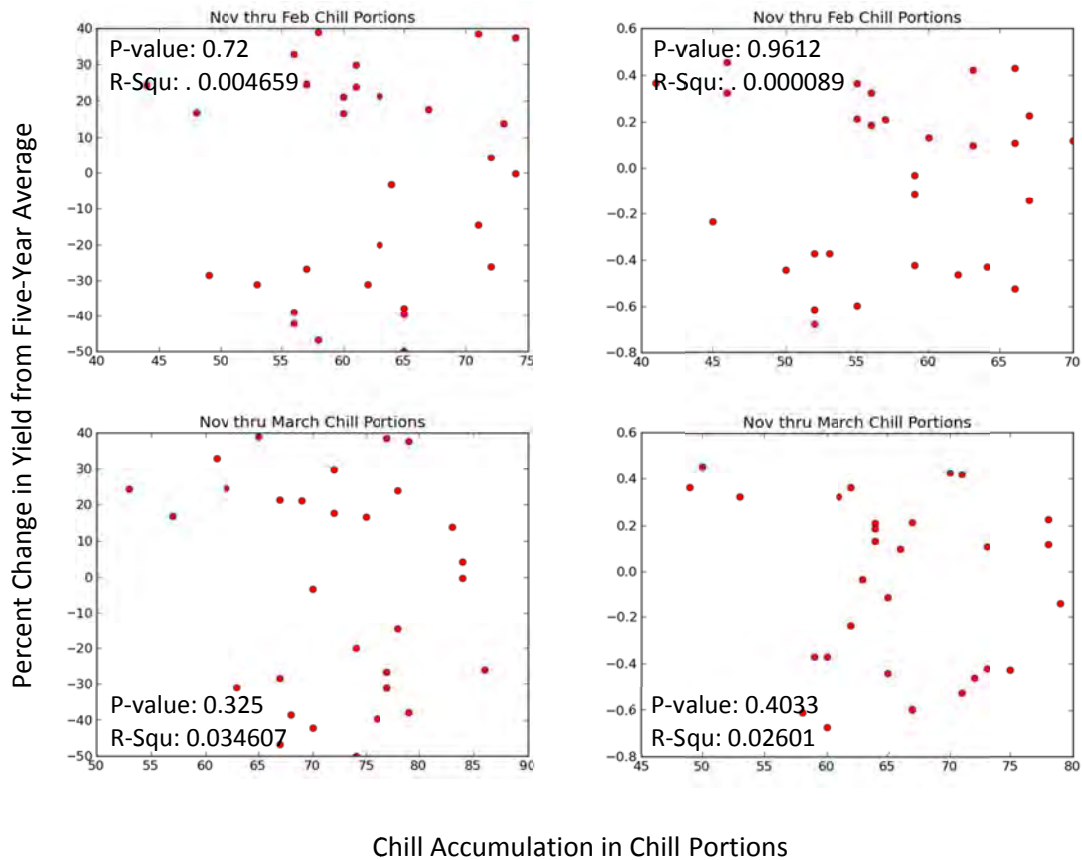 Nov thru Feb Chill Portions
P-value: 0.72
R-Squ: . 0.004659
40
30
20
10
0
−10
−20
−30
−40
−50
40 45 50 55 60 65 70 75
Nov thru Feb Chill Portions
P-value: 0.9612
R-Squ: . 0.000089
0.6
0.4
0.2
0.0
−0.2
−0.4
−0.6
−0.8
40 45 50 55 60 65 70
Percent Change in Yield from Five-Year Average
Nov thru March Chill Portions
40
30
20
10
0
−10
−20
−30
−40
−50
P-value: 0.325
R-Squ: 0.034607
50 55 60 65 70 75 80 85 90
Nov thru March Chill Portions
0.6
0.4
0.2
0.0
−0.2
−0.4
−0.6
−0.8
P-value: 0.4033
R-Squ: 0.02601
45 50 55 60 65 70 75 80
Chill Accumulation in Chill Portions